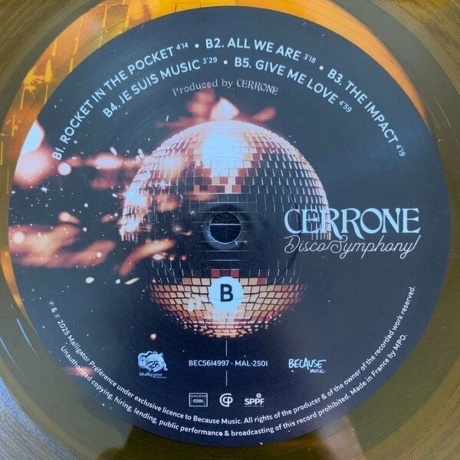 B1. ROCKET IN THE POCKET 4'14 • B2. ALL WE ARE 3'18 • B3. THE IMPACT 4'19
B4. JE SUIS MUSIC 3'29 • B5. GIVE ME LOVE 4'59
Produced by CERRONE
CERRONE
Disco Symphony
B
Malligator
BEC5614997 - MAL-2501
BECAUSE
MUSIC
SPPF
℗ & © 2025 Malligator Preference under exclusive licence to Because Music. All rights of the producer & of the owner of the recorded work reserved.
Unauthorized copying, hiring, lending, public performance & broadcasting of this record prohibited. Made in France by MPO.